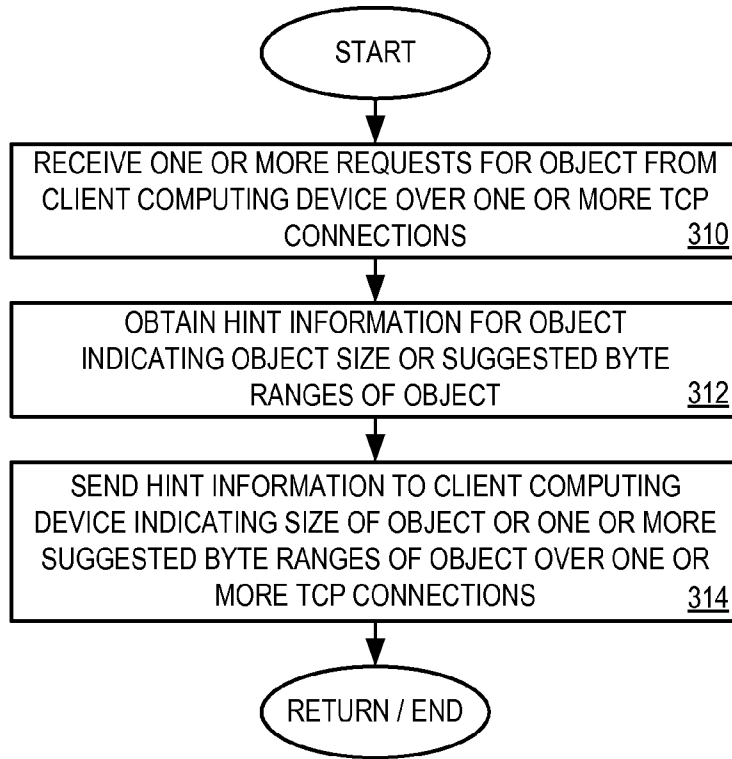 START
RECEIVE ONE OR MORE REQUESTS FOR OBJECT FROM
CLIENT COMPUTING DEVICE OVER ONE OR MORE TCP
CONNECTIONS
310
OBTAIN HINT INFORMATION FOR OBJECT
INDICATING OBJECT SIZE OR SUGGESTED BYTE
RANGES OF OBJECT
312
SEND HINT INFORMATION TO CLIENT COMPUTING
DEVICE INDICATING SIZE OF OBJECT OR ONE OR MORE
SUGGESTED BYTE RANGES OF OBJECT OVER ONE OR
MORE TCP CONNECTIONS
314
RETURN / END